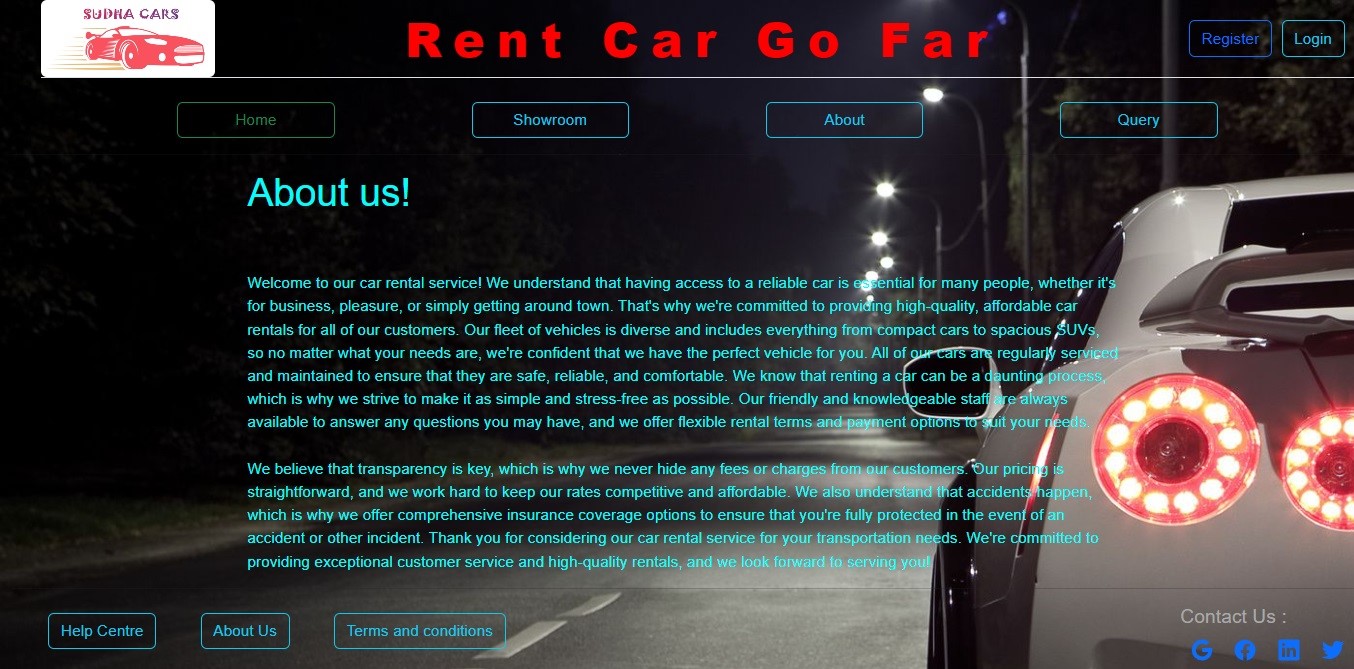 SUDHA CARS
Rent Car Go Far
Register
Login
Home
Showroom
About
Query
About us!
Welcome to our car rental service! We understand that having access to a reliable car is essential for many people, whether it's
for business, pleasure, or simply getting around town. That's why we're committed to providing high-quality, affordable car
rentals for all of our customers. Our fleet of vehicles is diverse and includes everything from compact cars to spacious SUVs,
so no matter what your needs are, we're confident that we have the perfect vehicle for you. All of our cars are regularly serviced
and maintained to ensure that they are safe, reliable, and comfortable. We know that renting a car can be a daunting process,
which is why we strive to make it as simple and stress-free as possible. Our friendly and knowledgeable staff are always
available to answer any questions you may have, and we offer flexible rental terms and payment options to suit your needs.
We believe that transparency is key, which is why we never hide any fees or charges from our customers. Our pricing is
straightforward, and we work hard to keep our rates competitive and affordable. We also understand that accidents happen,
which is why we offer comprehensive insurance coverage options to ensure that you're fully protected in the event of an
accident or other incident. Thank you for considering our car rental service for your transportation needs. We're committed to
providing exceptional customer service and high-quality rentals, and we look forward to serving you!
Help Centre
About Us
Terms and conditions
Contact Us :